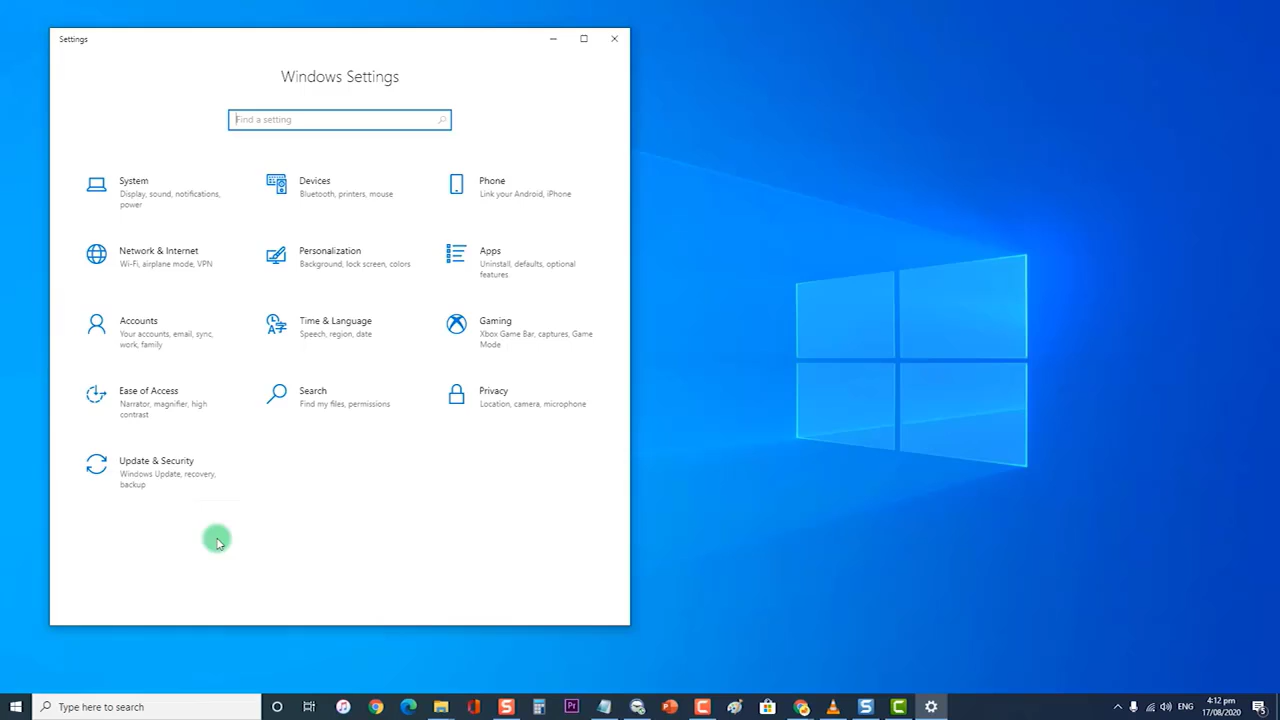 Settings
Windows Settings
Find a setting
System
Display, sound, notifications,
power
Devices
Bluetooth, printers, mouse
Phone
Link your Android, iPhone
Network & Internet
Wi-Fi, airplane mode, VPN
Personalization
Background, lock screen, colors
Apps
Uninstall, defaults, optional
features
Accounts
Your accounts, email, sync,
work, family
Time & Language
Speech, region, date
Gaming
Xbox Game Bar, captures, Game
Mode
Ease of Access
Narrator, magnifier, high
contrast
Search
Find my files, permissions
Privacy
Location, camera, microphone
Update & Security
Windows Update, recovery,
backup
Type here to search
Pr
S
S
ENG
4:12 pm
17/08/2020